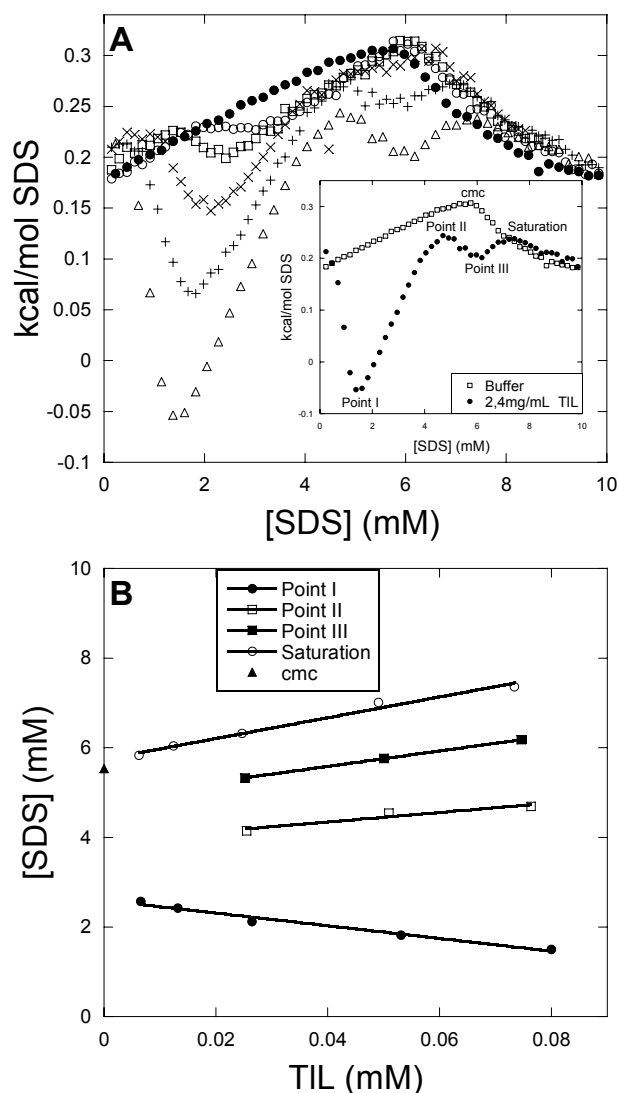 A
0.3
0.25
0.2
0.15
0.1
0.05
0
-0.05
-0.1
kcal/mol SDS
0 2 4 6 8 10
[SDS] (mM)
cmc
0.3
0.2
0.1
0
-0.1
kcal/mol SDS
Point II
Saturation
Point III
Point I
Buffer
2,4mg/mL TIL
0 2 4 6 8 10
[SDS] (mM)
B
10
8
6
4
2
0
[SDS] (mM)
Point I
Point II
Point III
Saturation
cmc
0 0.02 0.04 0.06 0.08
TIL (mM)